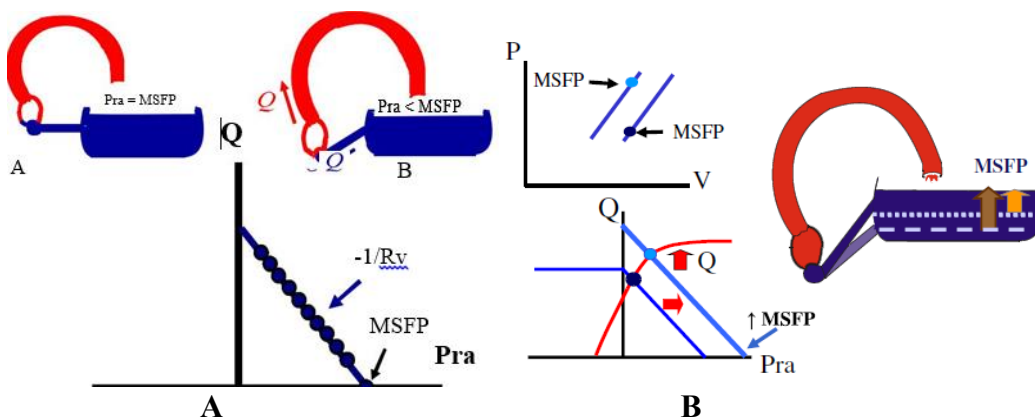 Pra = MSFP
A
Q
Pra < MSFP
Q
B
Q
-1/Rv
MSFP
Pra
A
P
MSFP
MSFP
V
Q
Q
↑ MSFP
Pra
MSFP
B